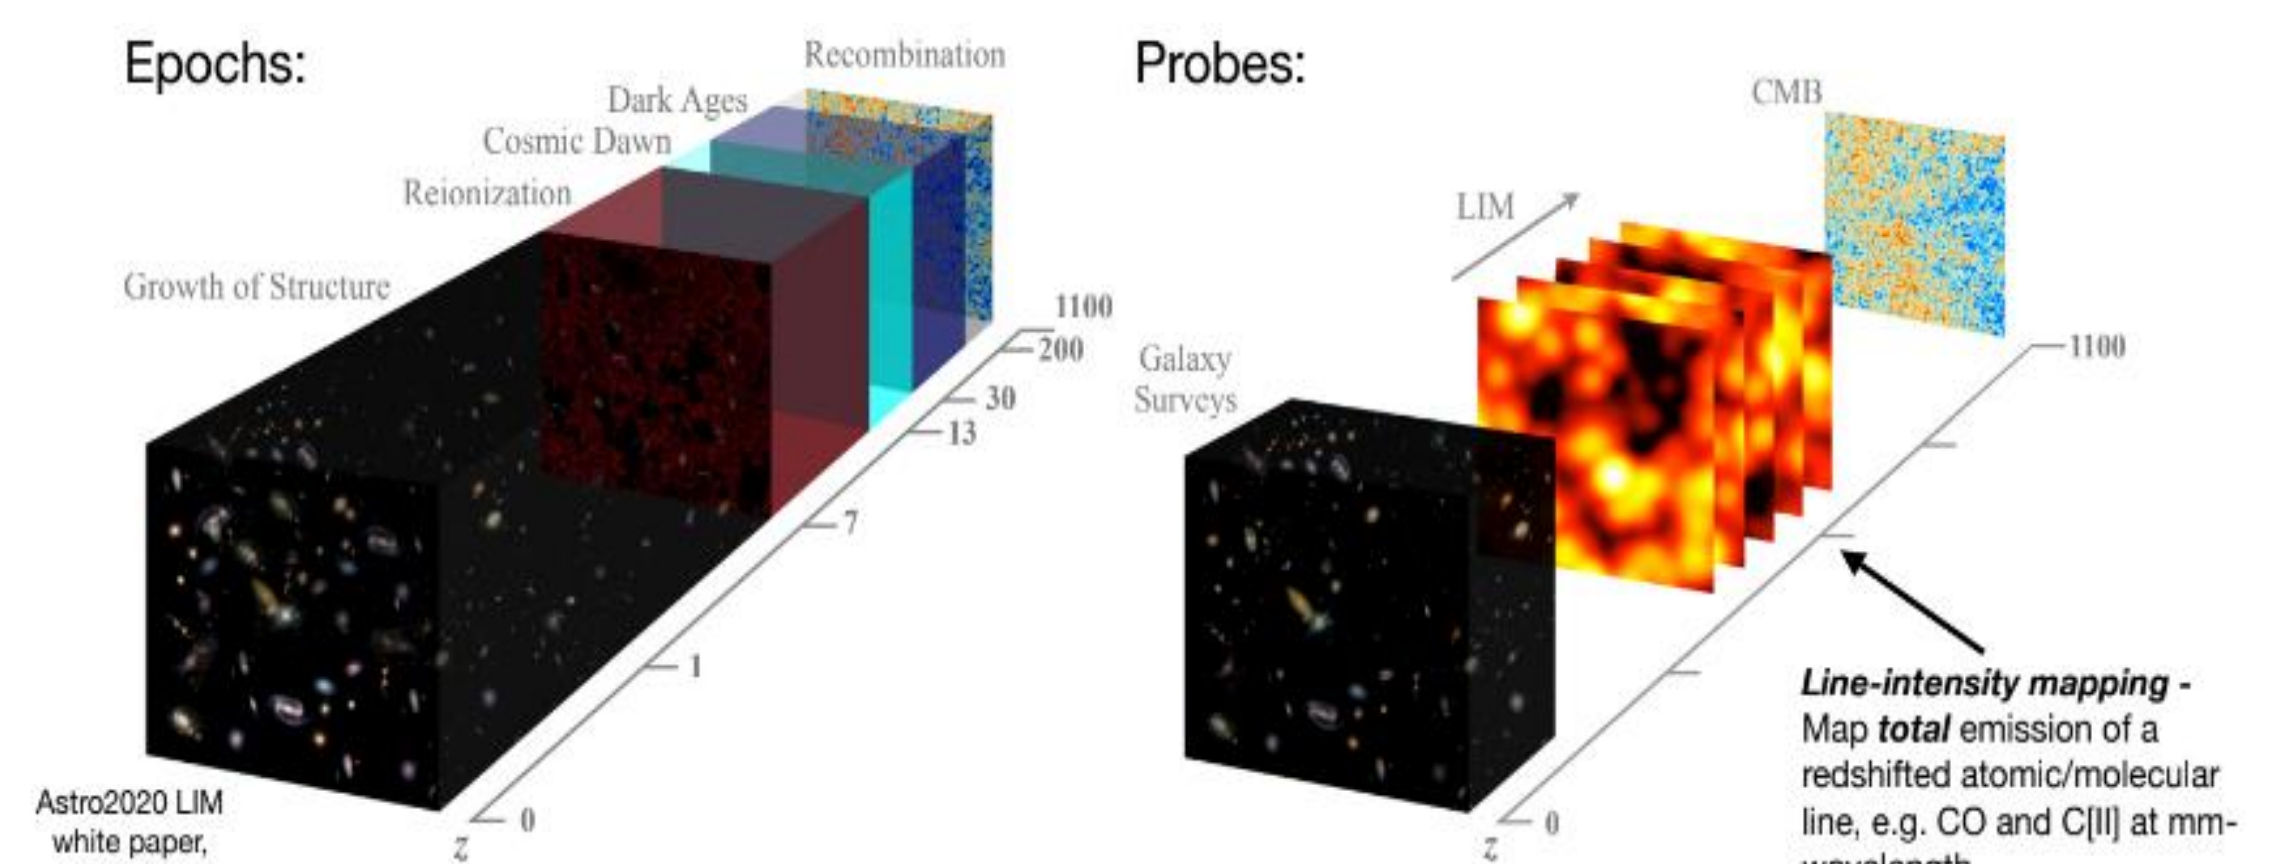 Epochs:
Recombination
Dark Ages
Cosmic Dawn
Reionization
Growth of Structure
1100
200
30
13
7
1
0
z
Astro2020 LIM
white paper,
Probes:
CMB
LIM
Galaxy
Surveys
1100
0
z
Line-intensity mapping -
Map total emission of a
redshifted atomic/molecular
line, e.g. CO and C[II] at mm-
wavelength